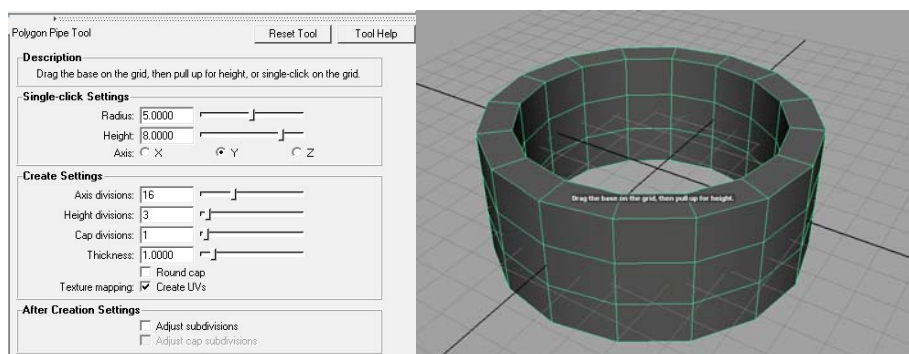 Polygon Pipe Tool Reset Tool Tool Help
Description
Drag the base on the grid, then pull up for height, or single-click on the grid.
Single-click Settings
Radius: 5.0000
Height: 8.0000
Axis: X Y Z
Create Settings
Axis divisions: 16
Height divisions: 3
Cap divisions: 1
Thickness: 1.0000
Round cap
Texture mapping: Create UVs
After Creation Settings
Adjust subdivisions
Adjust cap subdivisions
Drag the base on the grid, then pull up for height.